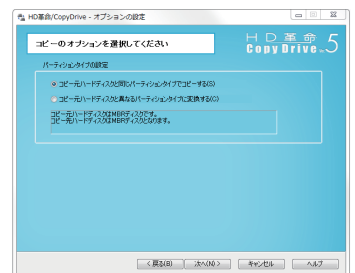 HD革命/CopyDrive - オプションの設定
コピーのオプションを選択してください
HD革命
CopyDrive Ver.5
パーティションタイプの設定
コピー元ハードディスクと同じパーティションタイプでコピーする(S)
コピー元ハードディスクと異なるパーティションタイプに変換する(C)
コピー元ハードディスクはMBRディスクです。
コピー先ハードディスクはMBRディスクとなります。
< 戻る(B)
次へ(N) >
キャンセル
ヘルプ